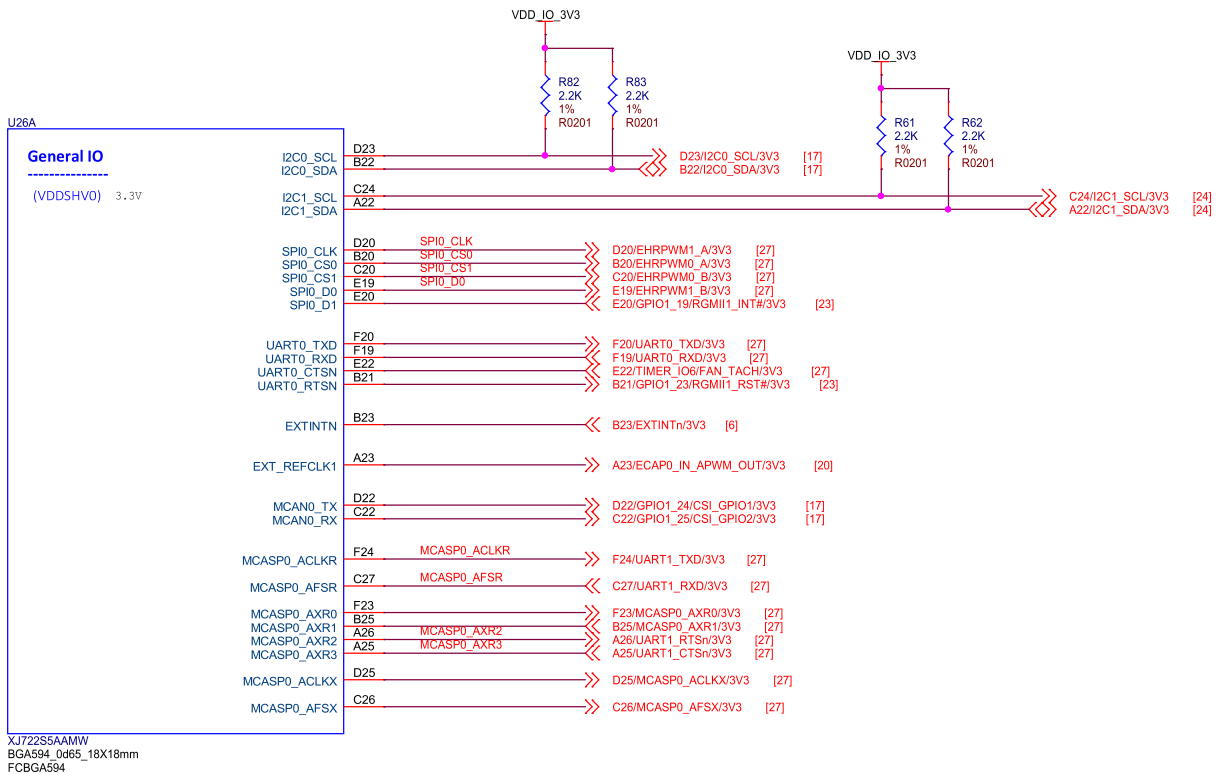 VDD_IO_3V3
VDD_IO_3V3
R82
2.2K
1%
R0201
R83
2.2K
1%
R0201
R61
2.2K
1%
R0201
R62
2.2K
1%
R0201
U26A
General IO
---------------
(VDDSHV0) 3.3V
I2C0_SCL D23 D23/I2C0_SCL/3V3 [17]
I2C0_SDA B22 B22/I2C0_SDA/3V3 [17]
I2C1_SCL C24 C24/I2C1_SCL/3V3 [24]
I2C1_SDA A22 A22/I2C1_SDA/3V3 [24]
SPI0_CLK D20 SPI0_CLK D20/EHRPWM1_A/3V3 [27]
SPI0_CS0 B20 SPI0_CS0 B20/EHRPWM0_A/3V3 [27]
SPI0_CS1 C20 SPI0_CS1 C20/EHRPWM0_B/3V3 [27]
SPI0_D0 E19 SPI0_D0 E19/EHRPWM1_B/3V3 [27]
SPI0_D1 E20 E20/GPIO1_19/RGMII1_INT#/3V3 [23]
UART0_TXD F20 F20/UART0_TXD/3V3 [27]
UART0_RXD F19 F19/UART0_RXD/3V3 [27]
UART0_CTSN E22 E22/TIMER_IO6/FAN_TACH/3V3 [27]
UART0_RTSN B21 B21/GPIO1_23/RGMII1_RST#/3V3 [23]
EXTINTN B23 B23/EXTINTn/3V3 [6]
EXT_REFCLK1 A23 A23/ECAP0_IN_APWM_OUT/3V3 [20]
MCAN0_TX D22 D22/GPIO1_24/CSI_GPIO1/3V3 [17]
MCAN0_RX C22 C22/GPIO1_25/CSI_GPIO2/3V3 [17]
MCASP0_ACLKR F24 MCASP0_ACLKR F24/UART1_TXD/3V3 [27]
MCASP0_AFSR C27 MCASP0_AFSR C27/UART1_RXD/3V3 [27]
MCASP0_AXR0 F23 F23/MCASP0_AXR0/3V3 [27]
MCASP0_AXR1 B25 B25/MCASP0_AXR1/3V3 [27]
MCASP0_AXR2 A26 MCASP0_AXR2 A26/UART1_RTSn/3V3 [27]
MCASP0_AXR3 A25 MCASP0_AXR3 A25/UART1_CTSn/3V3 [27]
MCASP0_ACLKX D25 D25/MCASP0_ACLKX/3V3 [27]
MCASP0_AFSX C26 C26/MCASP0_AFSX/3V3 [27]
XJ722S5AAMW
BGA594_0d65_18X18mm
FCBGA594